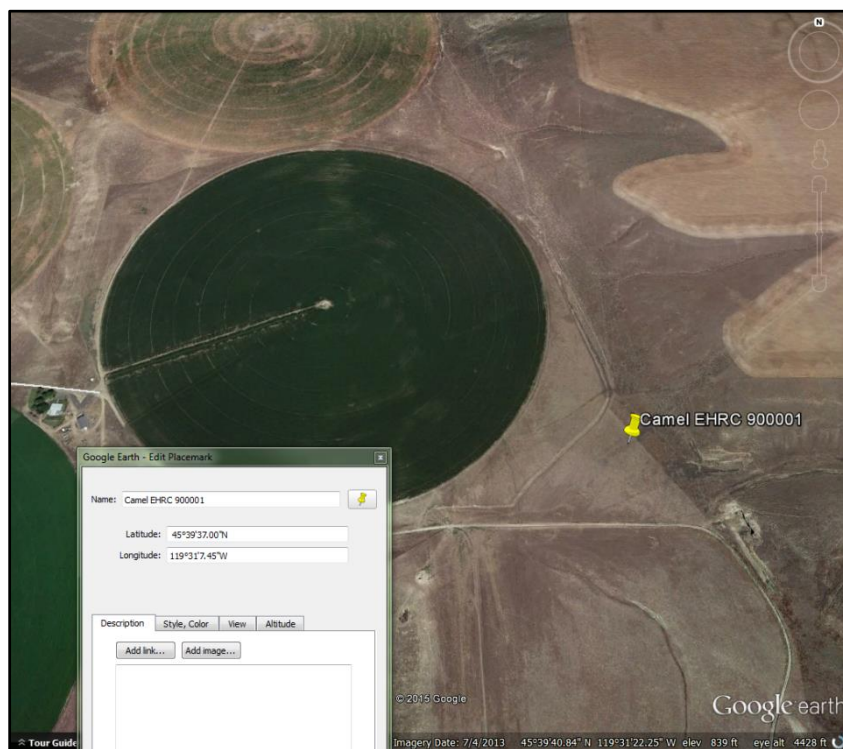 N
Camel EHRC 900001
Google Earth - Edit Placemark
x
Name: Camel EHRC 900001
Latitude: 45°39'37.00"N
Longitude: 119°31'7.45"W
Description Style, Color View Altitude
Add link... Add image...
© 2015 Google
Google earth
Tour Guide Imagery Date: 7/4/2013 45°39'40.84" N 119°31'22.25" W elev 839 ft eye alt 4428 ft